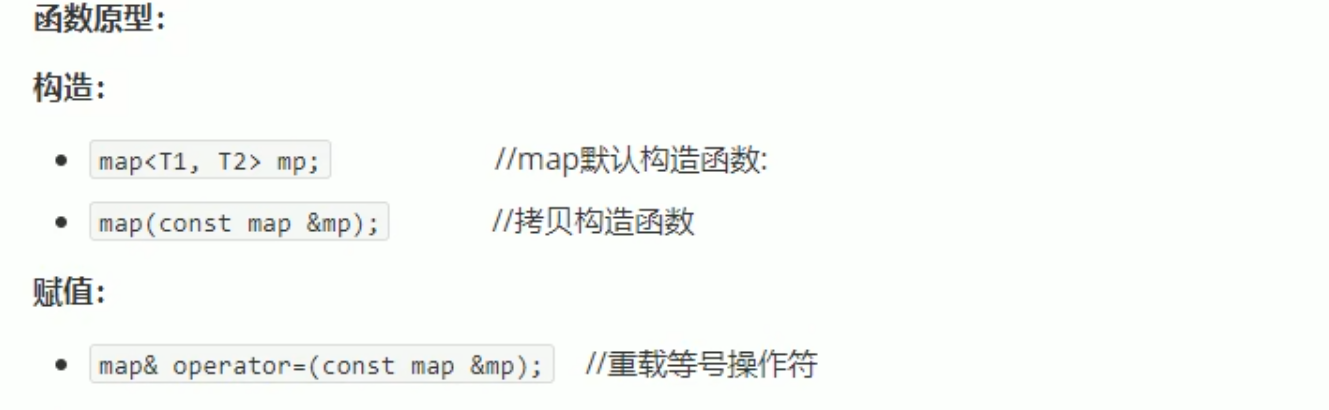 函数原型：
构造：
map<T1, T2> mp; //map默认构造函数:
map(const map &mp); //拷贝构造函数
赋值：
map& operator=(const map &mp); //重载等号操作符